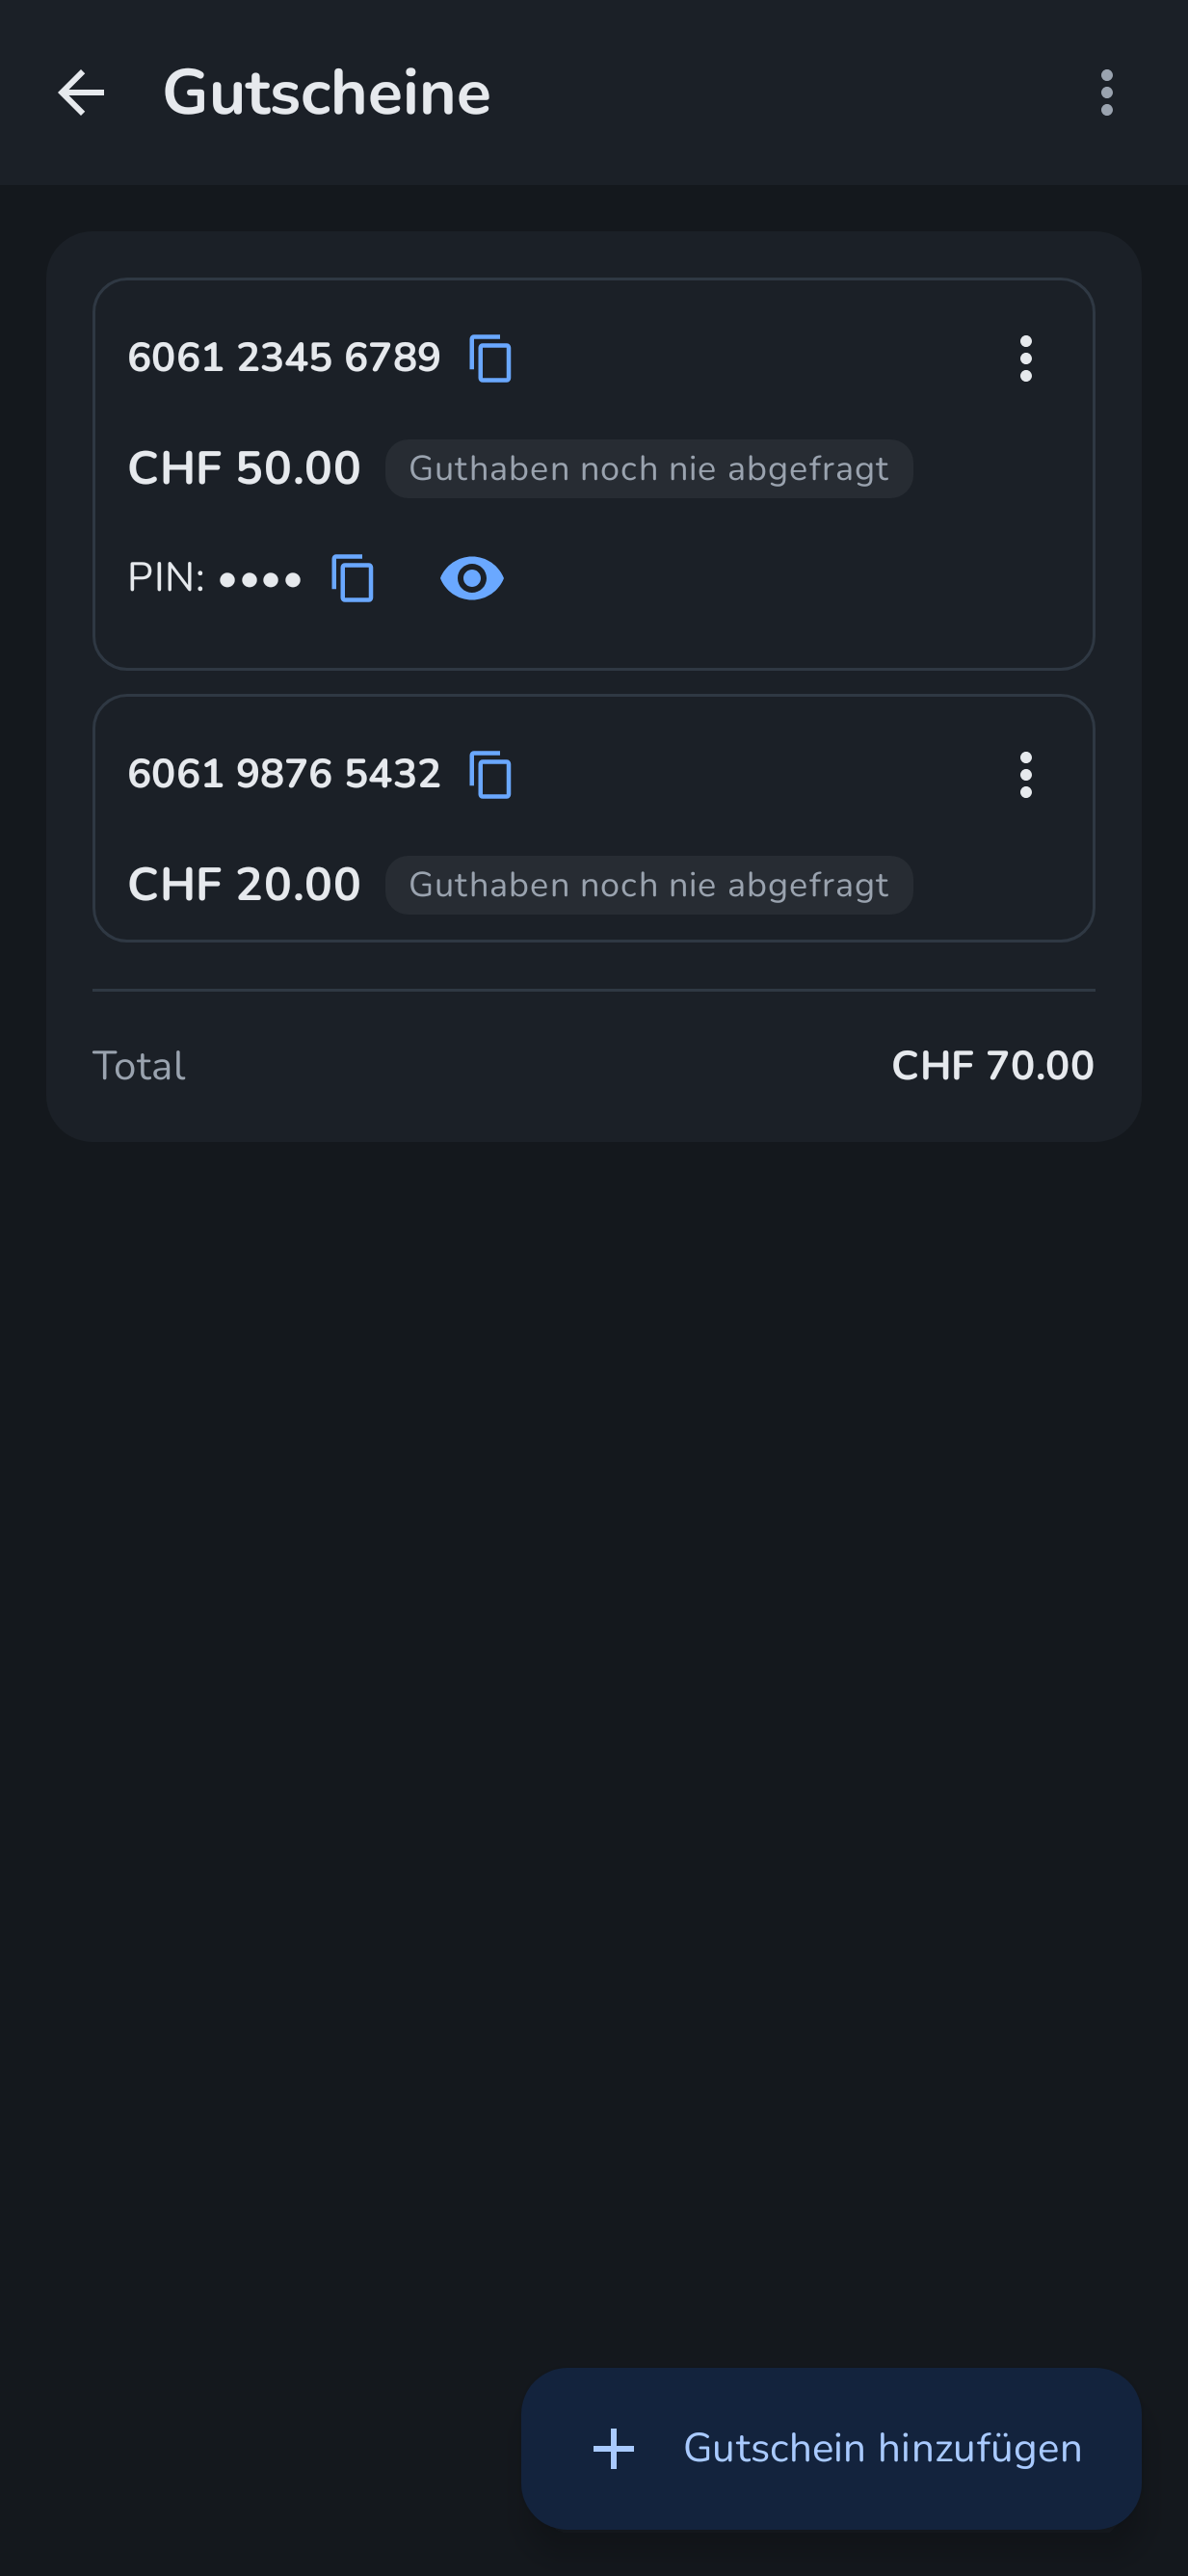 Gutscheine
6061 2345 6789
CHF 50.00 Guthaben noch nie abgefragt
PIN: ••••
6061 9876 5432
CHF 20.00 Guthaben noch nie abgefragt
Total CHF 70.00
Gutschein hinzufügen